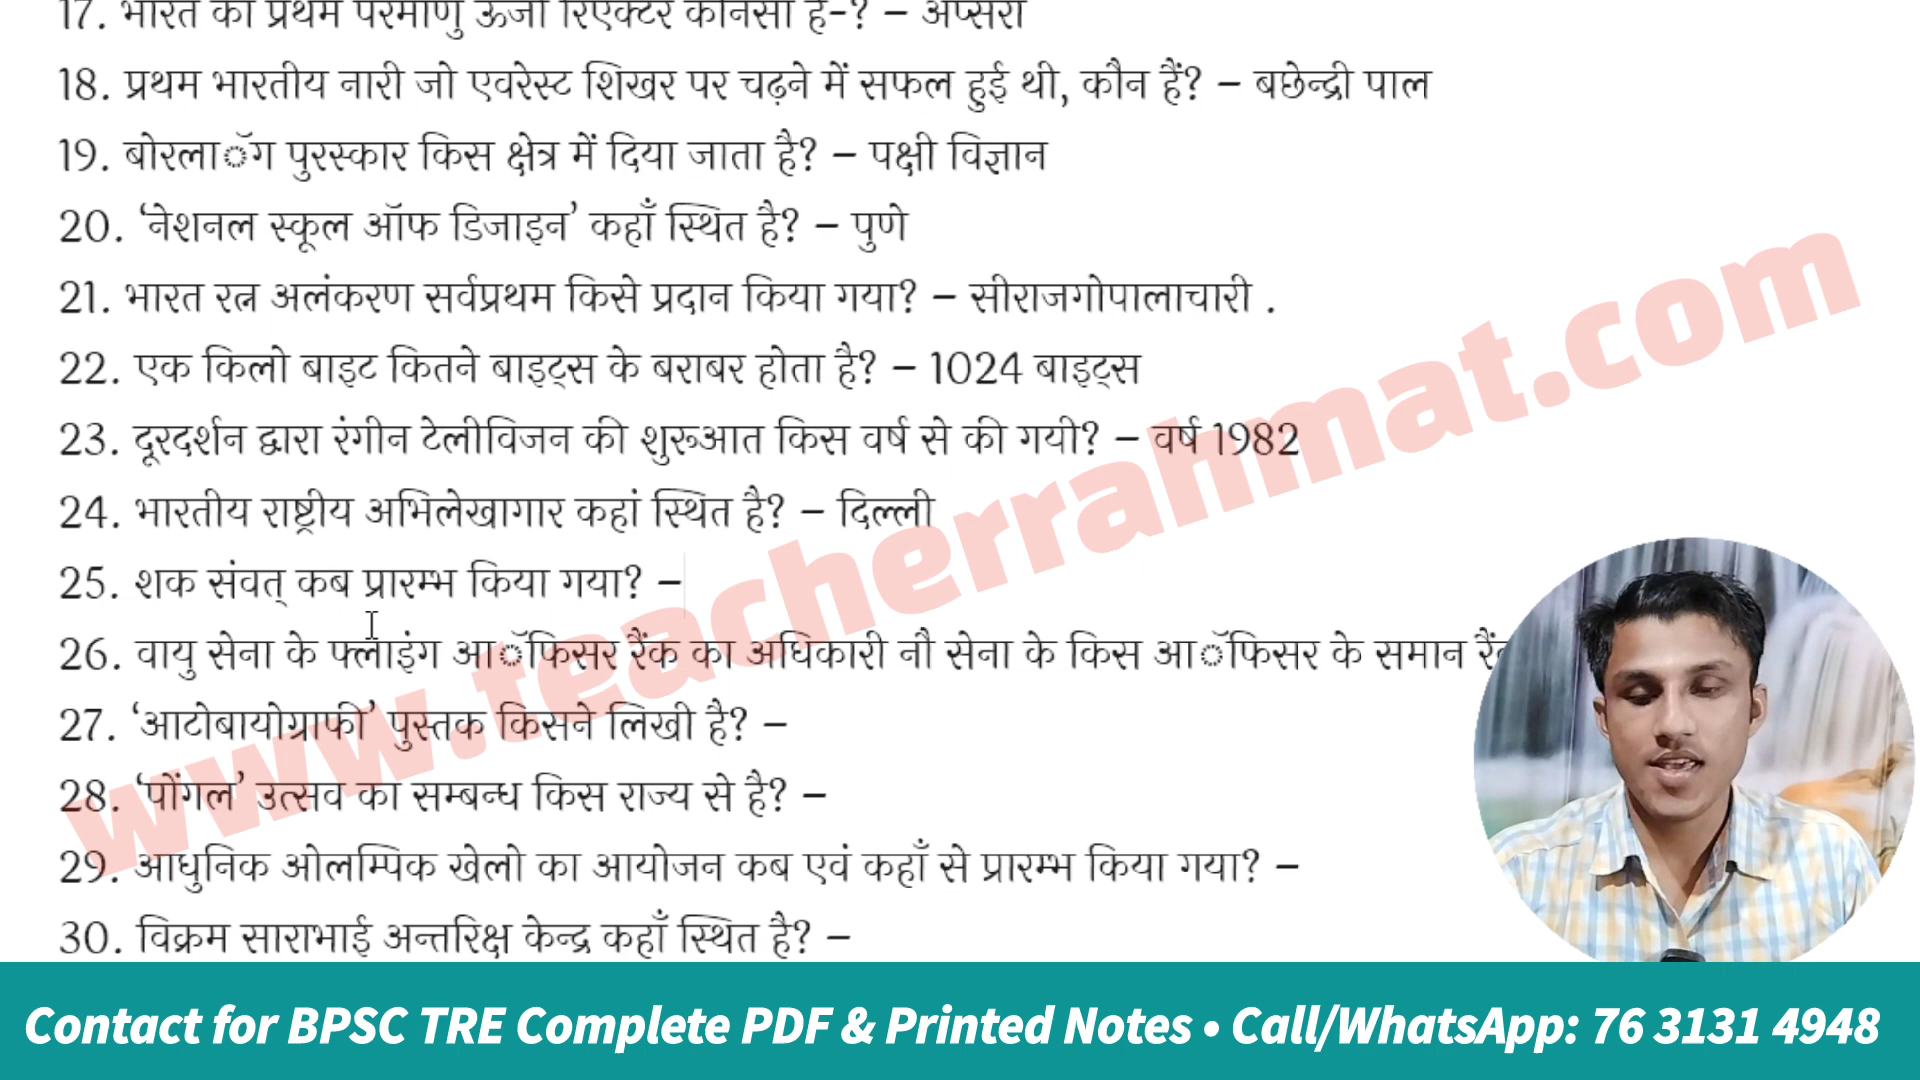 17. भारत का प्रथम परमाणु ऊर्जा रिएक्टर कौनसा है-? – अप्सरा
18. प्रथम भारतीय नारी जो एवरेस्ट शिखर पर चढ़ने में सफल हुई थी, कौन हैं? – बछेन्द्री पाल
19. बोरलाॅग पुरस्कार किस क्षेत्र में दिया जाता है? – पक्षी विज्ञान
20. ‘नेशनल स्कूल ऑफ डिजाइन’ कहाँ स्थित है? – पुणे
21. भारत रत्न अलंकरण सर्वप्रथम किसे प्रदान किया गया? – सीराजगोपालाचारी .
22. एक किलो बाइट कितने बाइट्स के बराबर होता है? – 1024 बाइट्स
23. दूरदर्शन द्वारा रंगीन टेलीविजन की शुरुआत किस वर्ष से की गयी? – वर्ष 1982
24. भारतीय राष्ट्रीय अभिलेखागार कहां स्थित है? – दिल्ली
25. शक संवत् कब प्रारम्भ किया गया? –
26. वायु सेना के फ्लाइंग आॅफिसर रैंक का अधिकारी नौ सेना के किस आॅफिसर के समान
27. ‘आटोबायोग्राफी’ पुस्तक किसने लिखी है? –
28. ‘पोंगल’ उत्सव का सम्बन्ध किस राज्य से है? –
29. आधुनिक ओलम्पिक खेलो का आयोजन कब एवं कहाँ से प्रारम्भ किया गया? –
30. विक्रम साराभाई अन्तरिक्ष केन्द्र कहाँ स्थित है? –
www.teacherrahmat.com
Contact for BPSC TRE Complete PDF & Printed Notes • Call/WhatsApp: 76 3131 4948